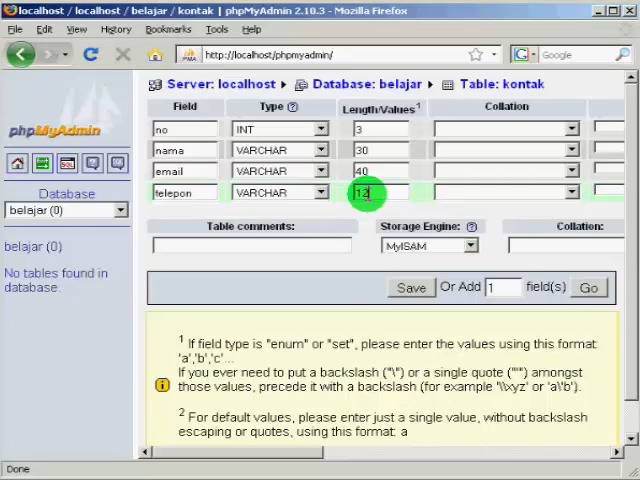 localhost / localhost / belajar / kontak | phpMyAdmin 2.10.3 - Mozilla Firefox
File Edit View History Bookmarks Tools Help
http://localhost/phpmyadmin/ Google
Server: localhost Database: belajar Table: kontak
phpMyAdmin
Field Type Length/Values1 Collation
no INT 3
nama VARCHAR 30
email VARCHAR 40
telepon VARCHAR 12
Database
belajar (0)
Table comments: Storage Engine: Collation:
MyISAM
belajar (0)
No tables found in
database.
Save Or Add 1 field(s) Go
1 If field type is "enum" or "set", please enter the values using this format:
'a','b','c'...
If you ever need to put a backslash ("\") or a single quote ("'") amongst
those values, precede it with a backslash (for example '\\xyz' or 'a\'b').
2 For default values, please enter just a single value, without backslash
escaping or quotes, using this format: a
Done